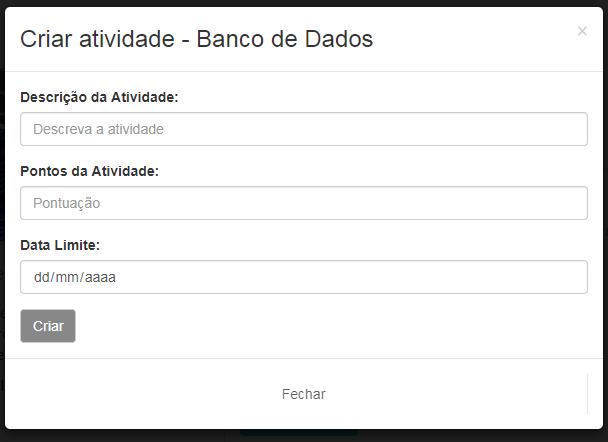 Criar atividade - Banco de Dados
×
Descrição da Atividade:
Descreva a atividade
Pontos da Atividade:
Pontuação
Data Limite:
dd/mm/aaaa
Criar
Fechar